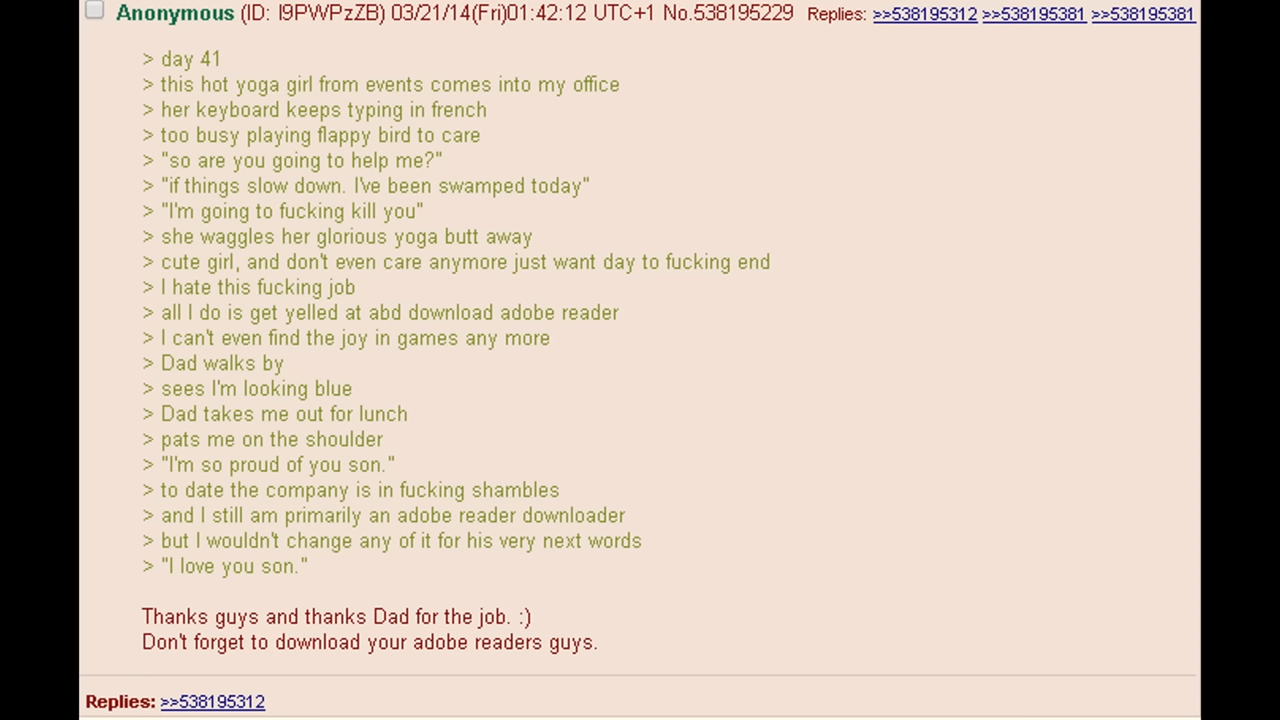 Anonymous (ID: I9PWPzZB) 03/21/14(Fri)01:42:12 UTC+1 No.538195229 Replies: >>538195312 >>538195381 >>538195381
> day 41
> this hot yoga girl from events comes into my office
> her keyboard keeps typing in french
> too busy playing flappy bird to care
> "so are you going to help me?"
> "if things slow down. I've been swamped today"
> "I'm going to fucking kill you"
> she waggles her glorious yoga butt away
> cute girl, and don't even care anymore just want day to fucking end
> I hate this fucking job
> all I do is get yelled at abd download adobe reader
> I can't even find the joy in games any more
> Dad walks by
> sees I'm looking blue
> Dad takes me out for lunch
> pats me on the shoulder
> "I'm so proud of you son."
> to date the company is in fucking shambles
> and I still am primarily an adobe reader downloader
> but I wouldn't change any of it for his very next words
> "I love you son."
Thanks guys and thanks Dad for the job. :)
Don't forget to download your adobe readers guys.
Replies: >>538195312